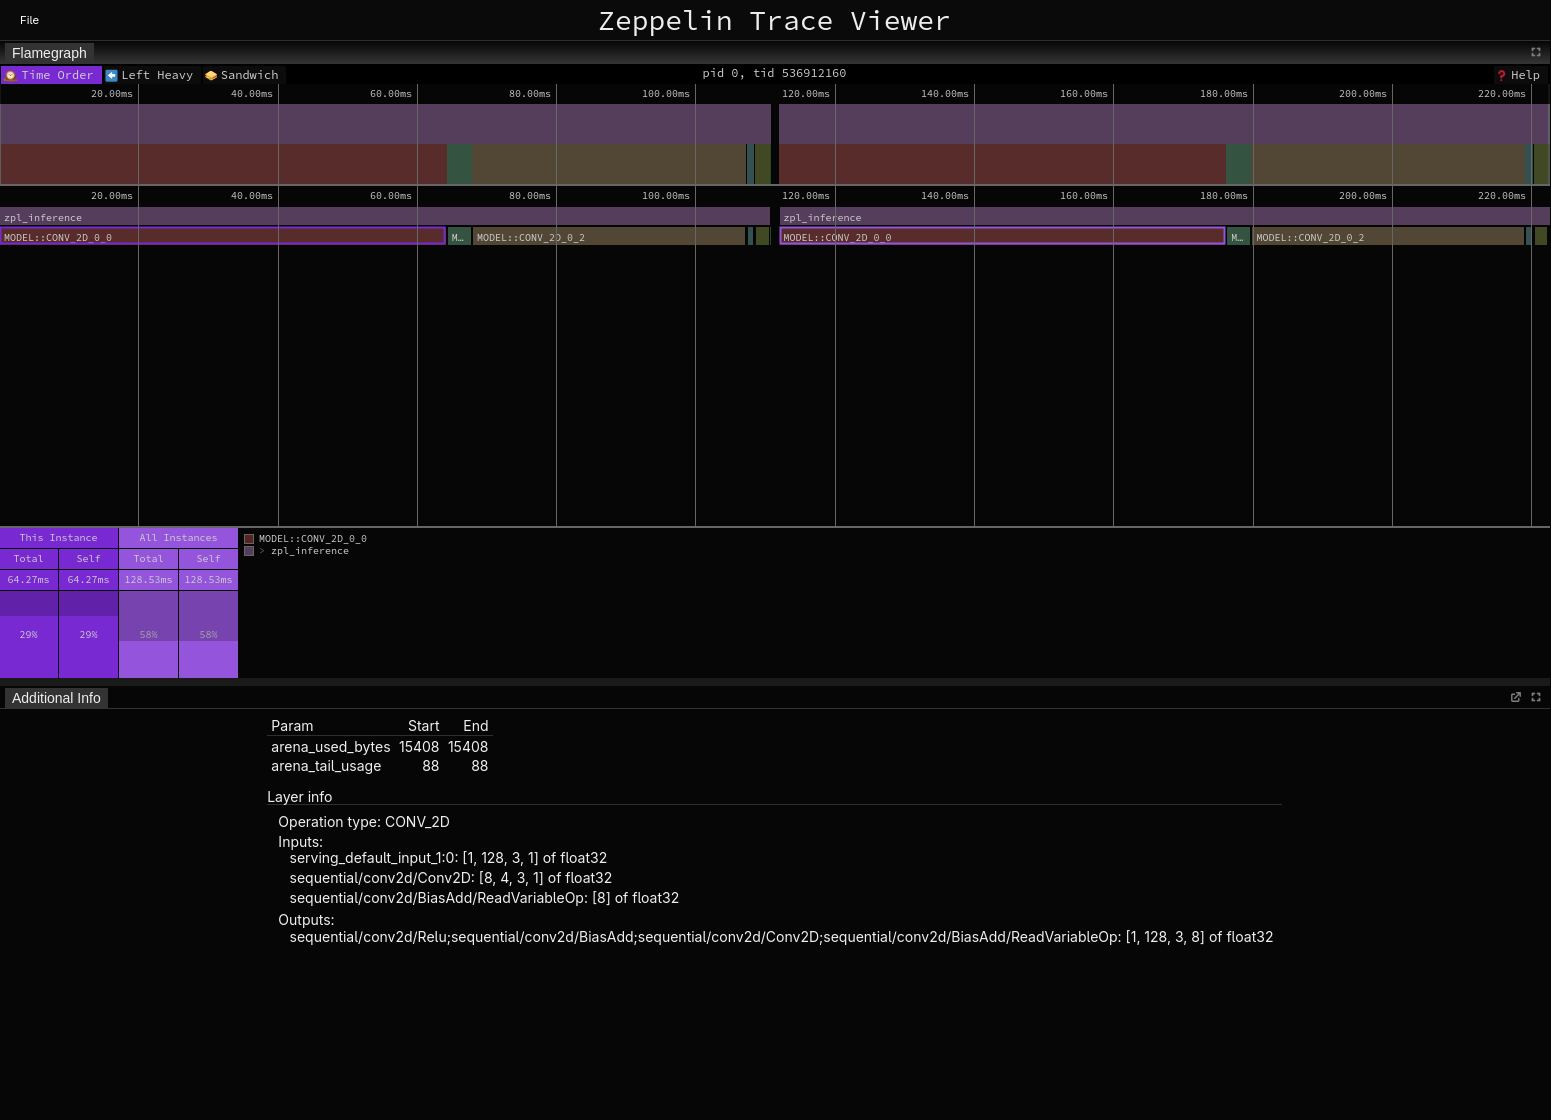 File
Zeppelin Trace Viewer
Flamegraph
Time Order Left Heavy Sandwich pid 0, tid 536912160 ? Help
20.00ms 40.00ms 60.00ms 80.00ms 100.00ms 120.00ms 140.00ms 160.00ms 180.00ms 200.00ms 220.00ms
20.00ms 40.00ms 60.00ms 80.00ms 100.00ms 120.00ms 140.00ms 160.00ms 180.00ms 200.00ms 220.00ms
zpl_inference zpl_inference
MODEL::CONV_2D_0_0 M… MODEL::CONV_2D_0_2 MODEL::CONV_2D_0_0 M… MODEL::CONV_2D_0_2
This Instance All Instances
Total Self Total Self
64.27ms 64.27ms 128.53ms 128.53ms
29% 29% 58% 58%
MODEL::CONV_2D_0_0
> zpl_inference
Additional Info
Param Start End
arena_used_bytes 15408 15408
arena_tail_usage 88 88
Layer info
Operation type: CONV_2D
Inputs:
serving_default_input_1:0: [1, 128, 3, 1] of float32
sequential/conv2d/Conv2D: [8, 4, 3, 1] of float32
sequential/conv2d/BiasAdd/ReadVariableOp: [8] of float32
Outputs:
sequential/conv2d/Relu;sequential/conv2d/BiasAdd;sequential/conv2d/Conv2D;sequential/conv2d/BiasAdd/ReadVariableOp: [1, 128, 3, 8] of float32